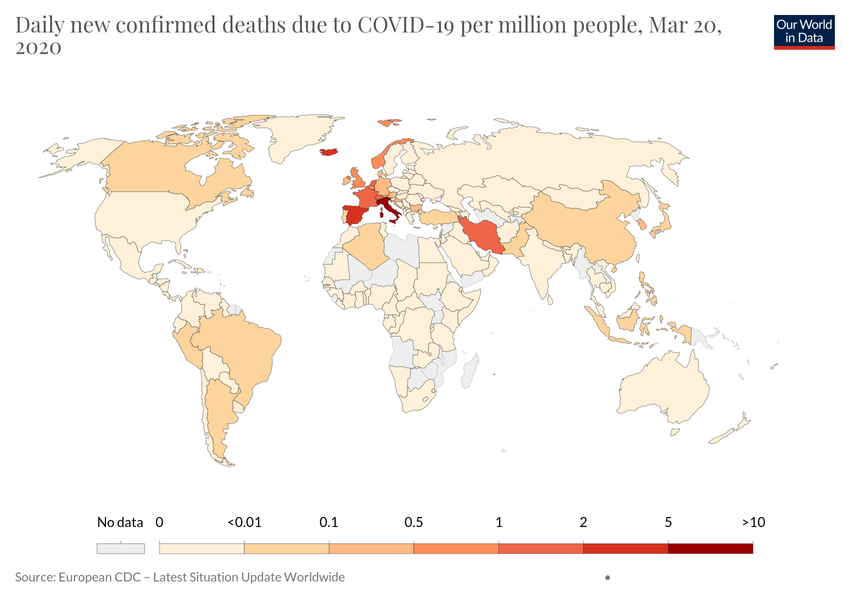 Daily new confirmed deaths due to COVID-19 per million people, Mar 20,
2020
Our World
in Data
No data 0 <0.01 0.1 0.5 1 2 5 >10
Source: European CDC – Latest Situation Update Worldwide